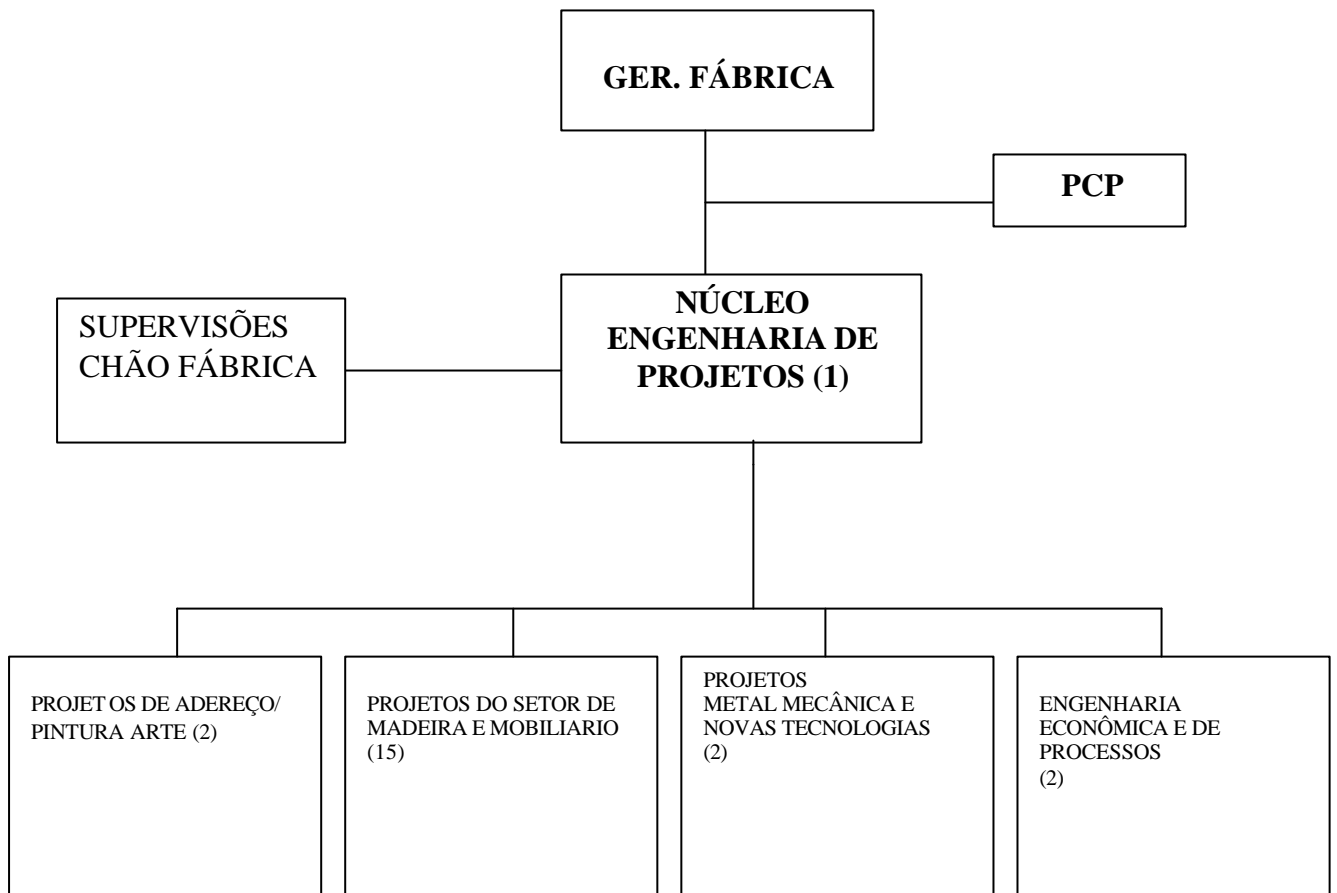 GER. FÁBRICA
PCP
NÚCLEO
ENGENHARIA DE
PROJETOS (1)
SUPERVISÕES
CHÃO FÁBRICA
PROJETOS DE ADEREÇO/
PINTURA ARTE (2)
PROJETOS DO SETOR DE
MADEIRA E MOBILIARIO
(15)
PROJETOS
METAL MECÂNICA E
NOVAS TECNOLOGIAS
(2)
ENGENHARIA
ECONÔMICA E DE
PROCESSOS
(2)